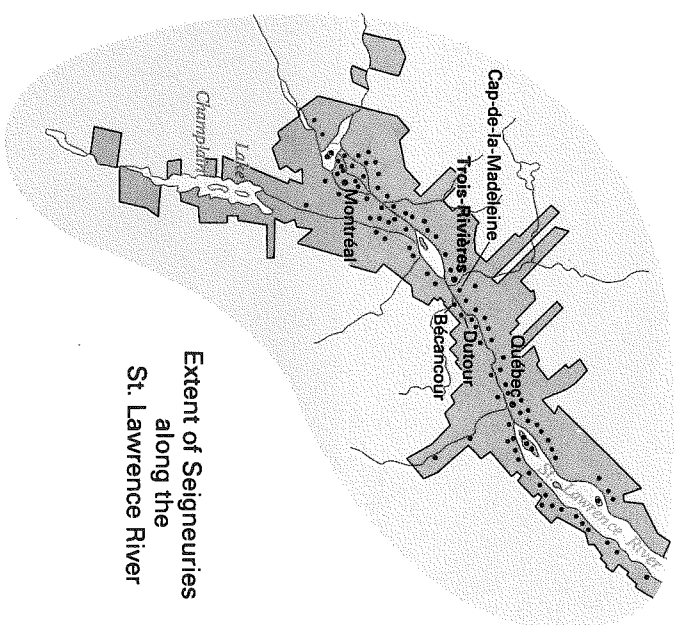 Cap-de-la-Madeleine
Trois-Rivières
Québec
Dutour
Bécancour
Montréal
Lake
Champlain
St. Lawrence River
Extent of Seigneuries
along the
St. Lawrence River